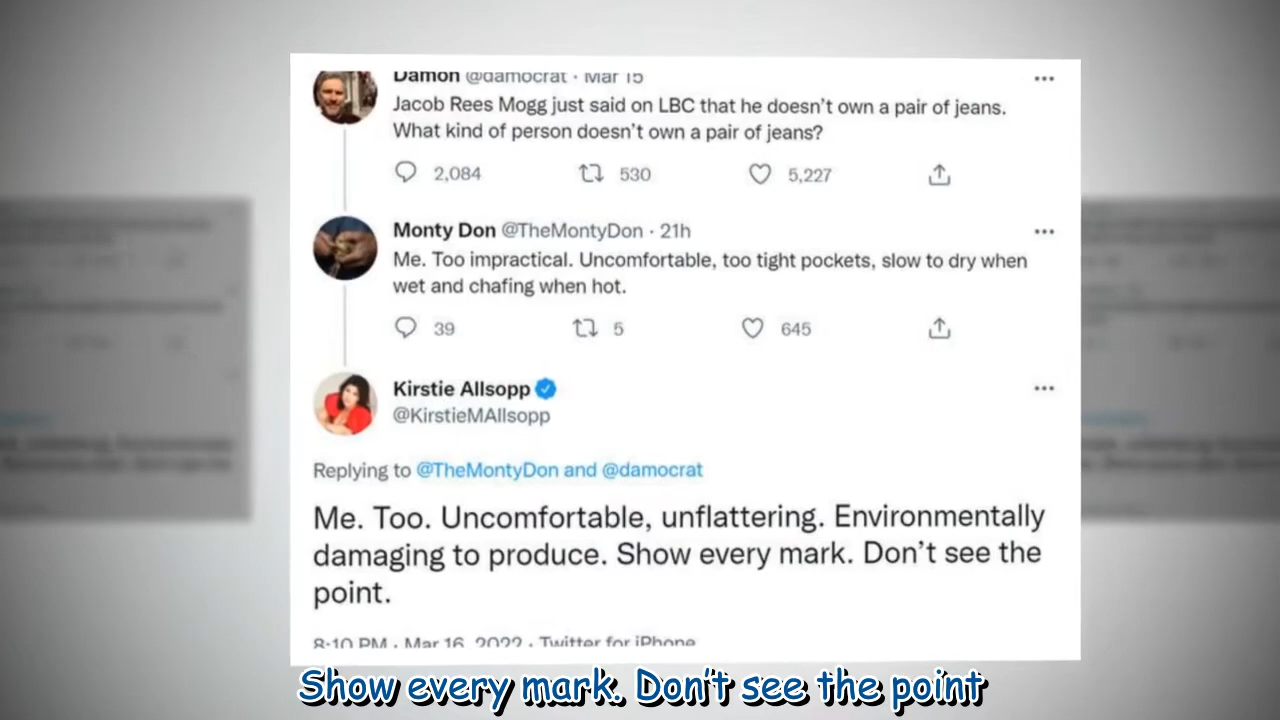 Damon @damocrat · Mar 15
Jacob Rees Mogg just said on LBC that he doesn't own a pair of jeans.
What kind of person doesn't own a pair of jeans?
2,084 530 5,227
Monty Don @TheMontyDon · 21h
Me. Too impractical. Uncomfortable, too tight pockets, slow to dry when
wet and chafing when hot.
39 5 645
Kirstie Allsopp
@KirstieMAllsopp
Replying to @TheMontyDon and @damocrat
Me. Too. Uncomfortable, unflattering. Environmentally
damaging to produce. Show every mark. Don't see the
point.
8:10 PM · Mar 16, 2022 · Twitter for iPhone
Show every mark. Don't see the point